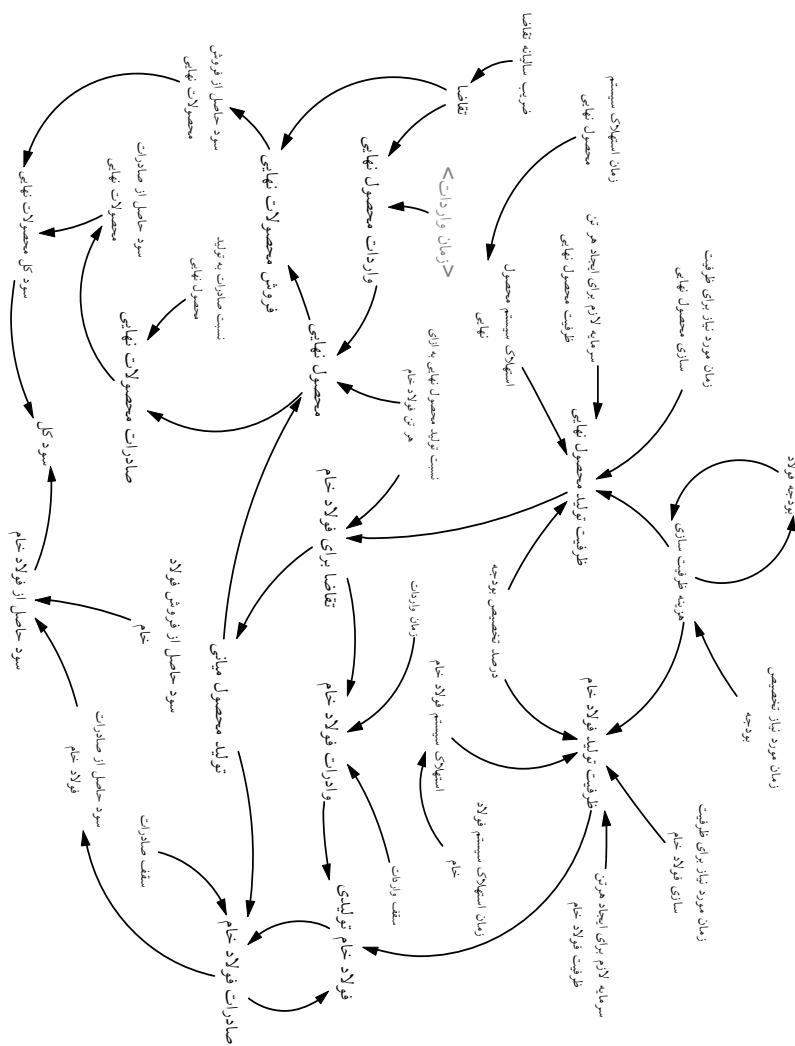 بودجه فولاد
زمان مورد نیاز برای ظرفیت
سازی محصول نهایی
هزینه ظرفیت سازی
زمان مورد نیاز تخصیص
بودجه
زمان مورد نیاز برای ظرفیت
سازی فولاد خام
زمان استهلاک سیستم
محصول نهایی
سرمایه لازم برای ایجاد هر تن
ظرفیت محصول نهایی
ظرفیت تولید محصول نهایی
ظرفیت تولید فولاد خام
سرمایه لازم برای ایجاد هر تن
ظرفیت فولاد خام
ضریب سالیانه تقاضا
استهلاک سیستم محصول
نهایی
درصد تخصیص بودجه
زمان استهلاک سیستم فولاد
خام
تقاضا
<زمان واردات>
نسبت تولید محصول نهایی به ازای
هر تن فولاد خام
استهلاک سیستم فولاد خام
زمان واردات
سقف واردات
واردات محصول نهایی
محصول نهایی
تقاضا برای فولاد خام
وادرات فولاد خام
فولاد خام تولیدی
فروش محصولات نهایی
تولید محصول میانی
صادرات فولاد خام
سود حاصل از فروش
محصولات نهایی
نسبت صادرات به تولید
محصول نهایی
سود حاصل از فروش فولاد
خام
سقف صادرات
سود حاصل از صادرات
محصولات نهایی
صادرات محصولات نهایی
سود حاصل از صادرات
فولاد خام
سود کل محصولات نهایی
سود کل
سود حاصل از فولاد خام